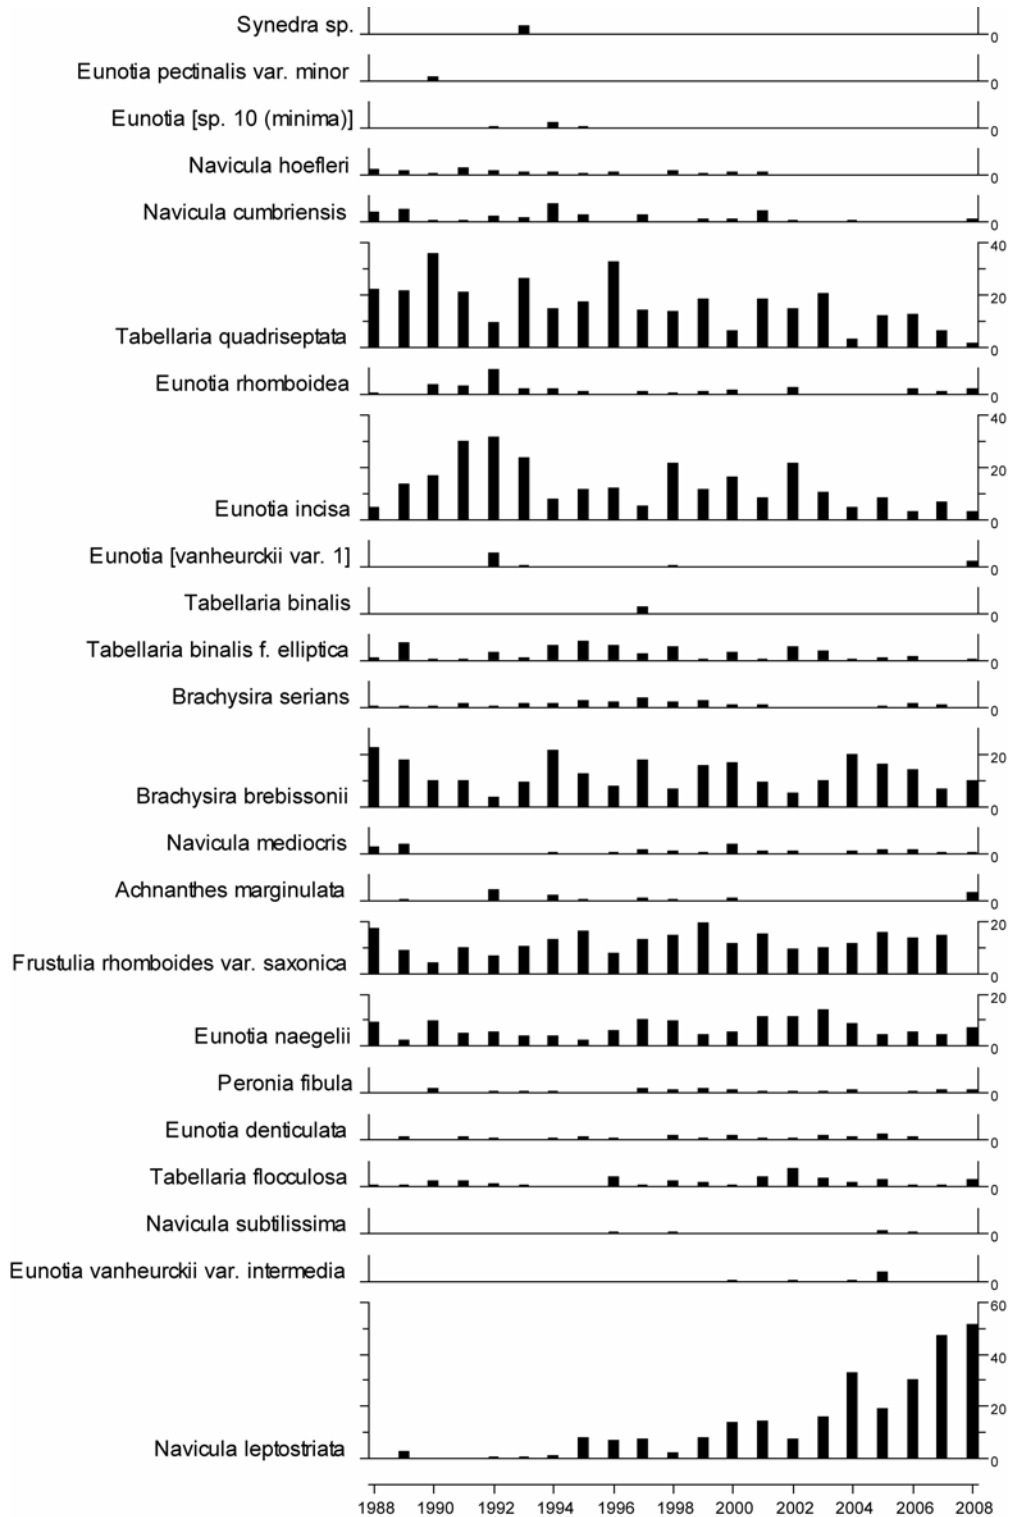 Synedra sp.
0
Eunotia pectinalis var. minor
0
Eunotia [sp. 10 (minima)]
0
Navicula hoefleri
0
Navicula cumbriensis
0
40
20
Tabellaria quadriseptata
0
Eunotia rhomboidea
0
40
20
Eunotia incisa
0
Eunotia [vanheurckii var. 1]
0
Tabellaria binalis
0
Tabellaria binalis f. elliptica
0
Brachysira serians
0
20
Brachysira brebissonii
0
Navicula mediocris
0
Achnanthes marginulata
0
20
Frustulia rhomboides var. saxonica
0
20
Eunotia naegelii
0
Peronia fibula
0
Eunotia denticulata
0
Tabellaria flocculosa
0
Navicula subtilissima
0
Eunotia vanheurckii var. intermedia
0
60
40
20
Navicula leptostriata
0
1988 1990 1992 1994 1996 1998 2000 2002 2004 2006 2008